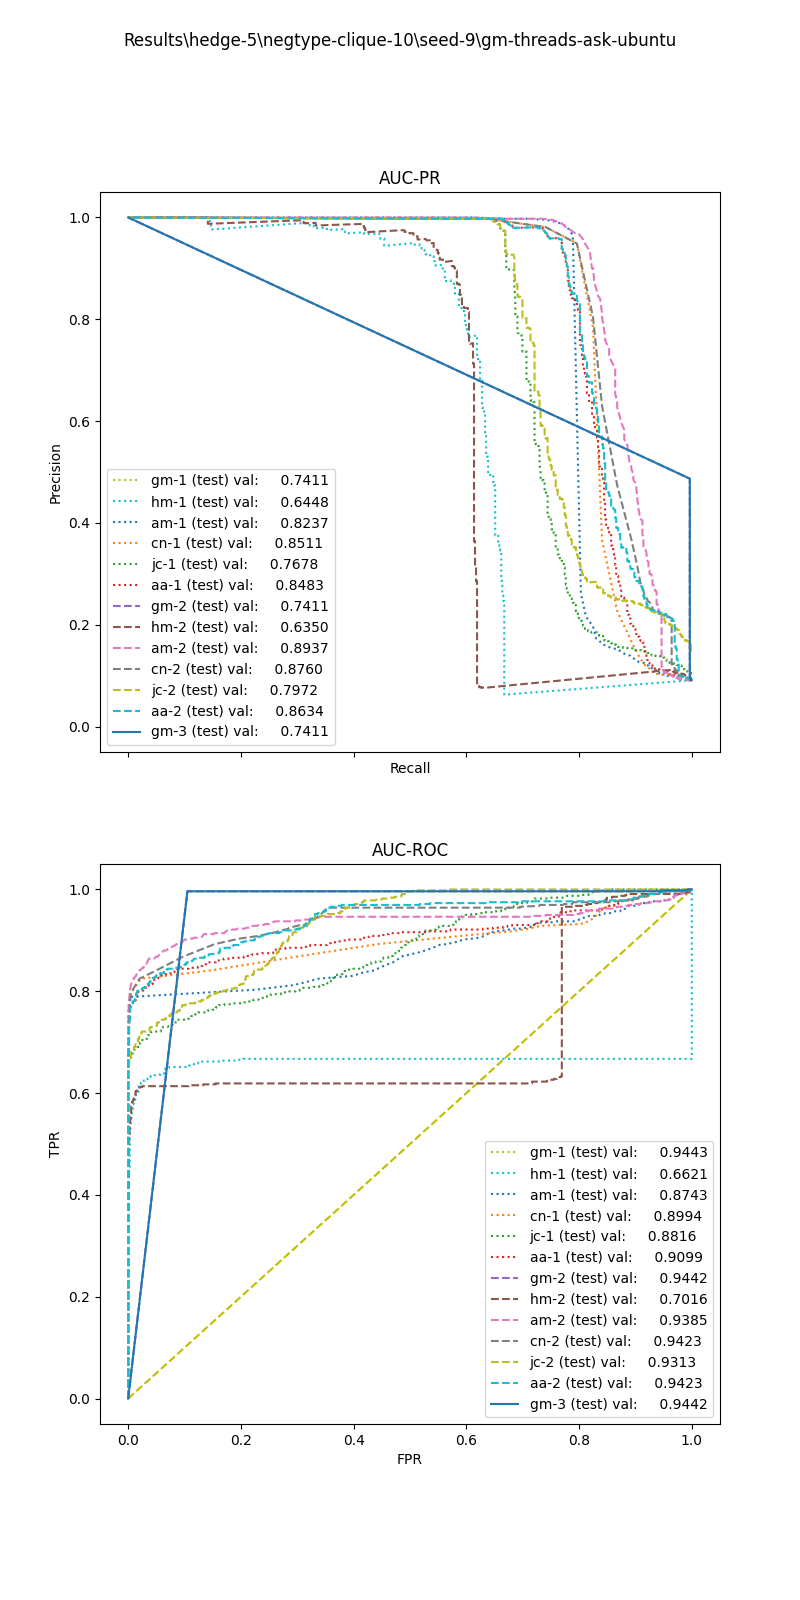 Results\hedge-5\negtype-clique-10\seed-9\gm-threads-ask-ubuntu
AUC-PR
1.0
0.8
0.6
0.4
0.2
0.0
Precision
gm-1 (test) val: 0.7411
hm-1 (test) val: 0.6448
am-1 (test) val: 0.8237
cn-1 (test) val: 0.8511
jc-1 (test) val: 0.7678
aa-1 (test) val: 0.8483
gm-2 (test) val: 0.7411
hm-2 (test) val: 0.6350
am-2 (test) val: 0.8937
cn-2 (test) val: 0.8760
jc-2 (test) val: 0.7972
aa-2 (test) val: 0.8634
gm-3 (test) val: 0.7411
Recall
AUC-ROC
1.0
0.8
0.6
0.4
0.2
0.0
TPR
gm-1 (test) val: 0.9443
hm-1 (test) val: 0.6621
am-1 (test) val: 0.8743
cn-1 (test) val: 0.8994
jc-1 (test) val: 0.8816
aa-1 (test) val: 0.9099
gm-2 (test) val: 0.9442
hm-2 (test) val: 0.7016
am-2 (test) val: 0.9385
cn-2 (test) val: 0.9423
jc-2 (test) val: 0.9313
aa-2 (test) val: 0.9423
gm-3 (test) val: 0.9442
0.0 0.2 0.4 0.6 0.8 1.0
FPR